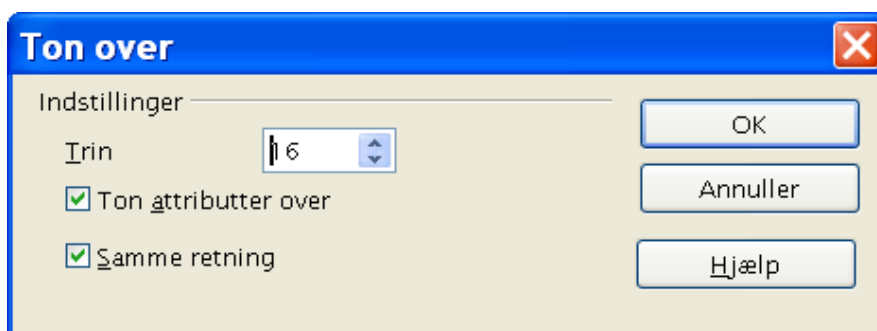 Ton over
Indstillinger
Trin 16
Ton attributter over
Samme retning
OK
Annuller
Hjælp